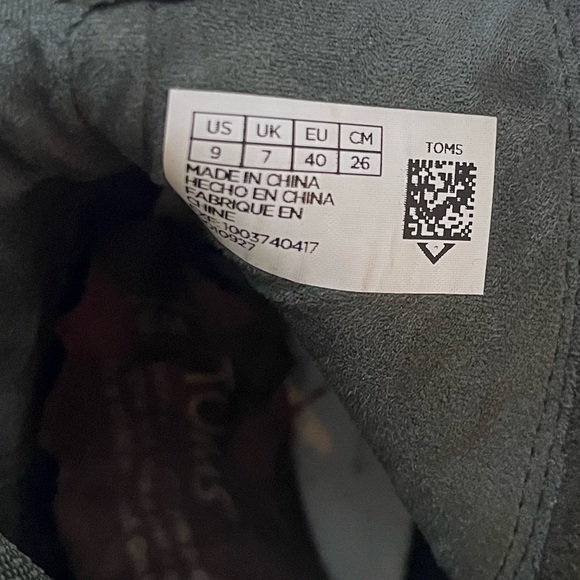 US UK EU CM
9 7 40 26
MADE IN CHINA
HECHO EN CHINA
FABRIQUE EN
CHINE
1003740417
TOMS
TOMS